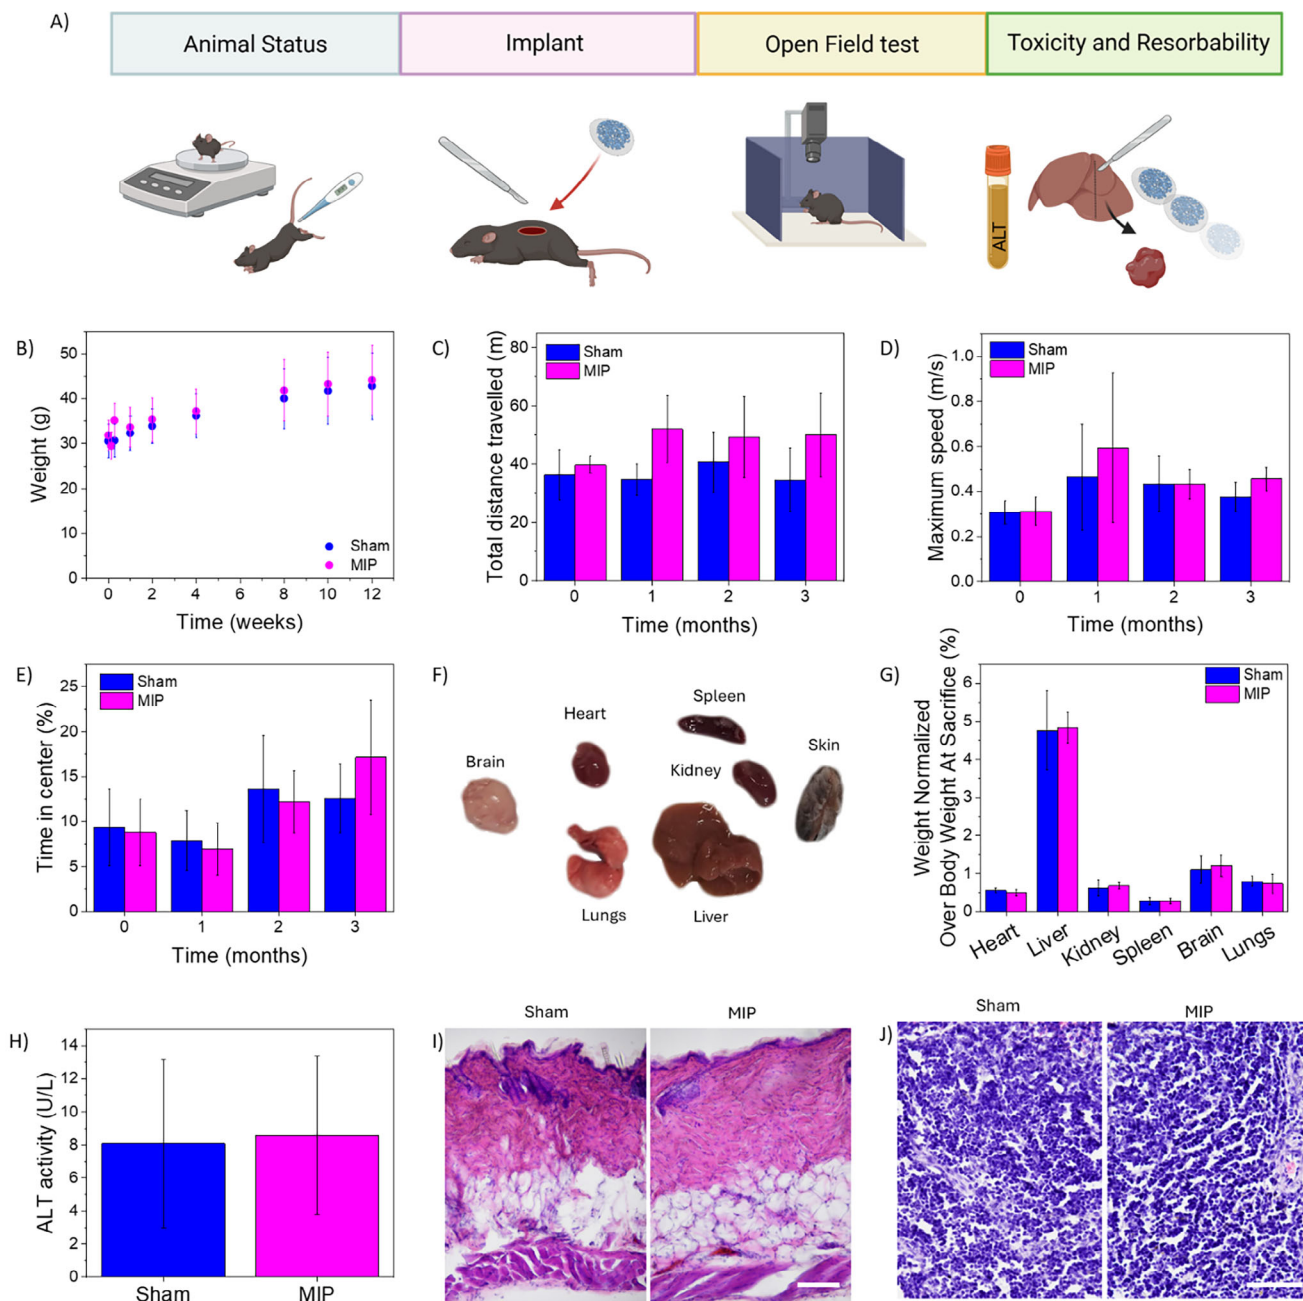 A)
Animal Status
Implant
Open Field test
Toxicity and Resorbability
ALT
B)
Weight (g)
50
40
30
20
10
0
0 2 4 6 8 10 12
Time (weeks)
Sham
MIP
C)
Total distance travelled (m)
80
60
40
20
0
0 1 2 3
Time (months)
Sham
MIP
D)
Maximum speed (m/s)
1.0
0.8
0.6
0.4
0.2
0.0
0 1 2 3
Time (months)
Sham
MIP
E)
Time in center (%)
25
20
15
10
5
0
0 1 2 3
Time (months)
Sham
MIP
F)
Brain
Heart
Spleen
Kidney
Skin
Lungs
Liver
G)
Weight Normalized
Over Body Weight At Sacrifice (%)
6
5
4
3
2
1
0
Heart
Liver
Kidney
Spleen
Brain
Lungs
Sham
MIP
H)
ALT activity (U/L)
14
12
10
8
6
4
2
0
Sham
MIP
I)
Sham
MIP
J)
Sham
MIP